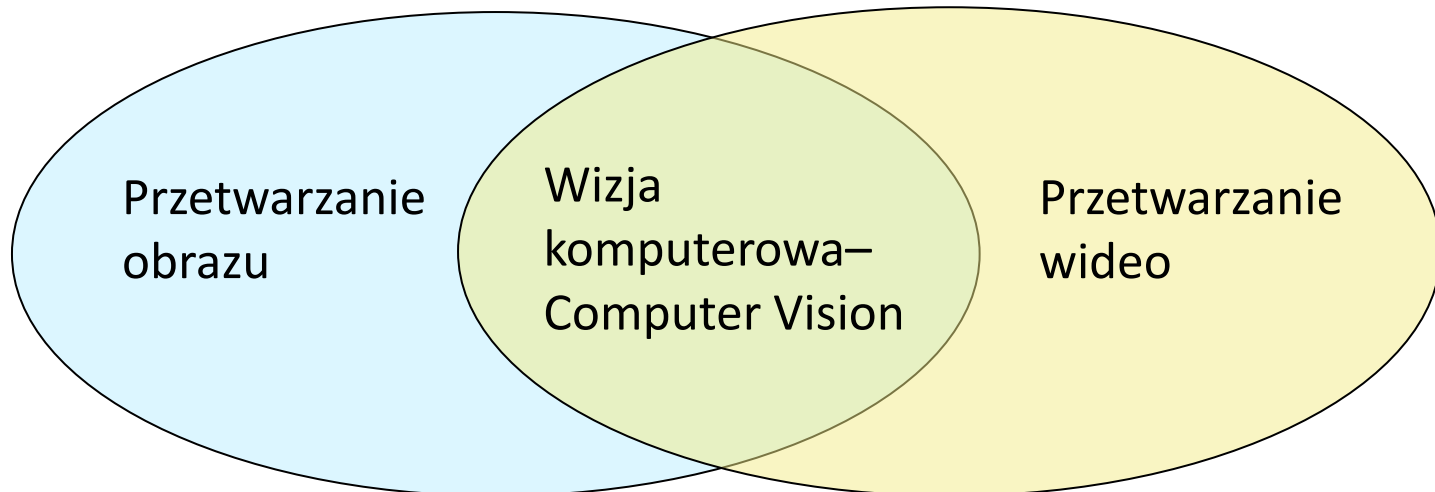 Przetwarzanie
obrazu
Wizja
komputerowa–
Computer Vision
Przetwarzanie
wideo